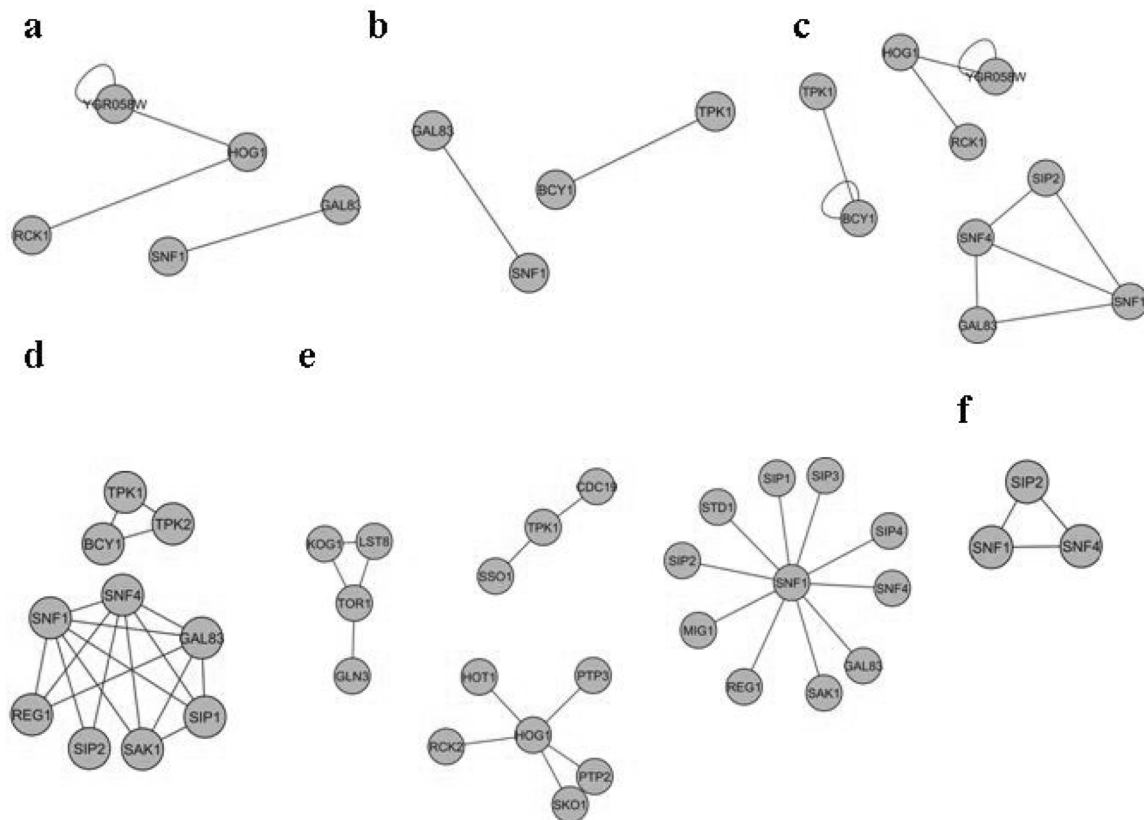 a
YGR058W
HOG1
RCK1
GAL83
SNF1
b
GAL83
TPK1
BCY1
SNF1
c
HOG1
YGR058W
TPK1
RCK1
SIP2
BCY1
SNF4
SNF1
GAL83
d
TPK1
TPK2
BCY1
SNF4
SNF1
GAL83
REG1
SIP1
SIP2
SAK1
e
KOG1
LST8
TOR1
GLN3
CDC19
TPK1
SSO1
HOT1
PTP3
HOG1
RCK2
PTP2
SKO1
SIP1
SIP3
STD1
SIP4
SIP2
SNF1
SNF4
MIG1
GAL83
REG1
SAK1
f
SIP2
SNF1
SNF4